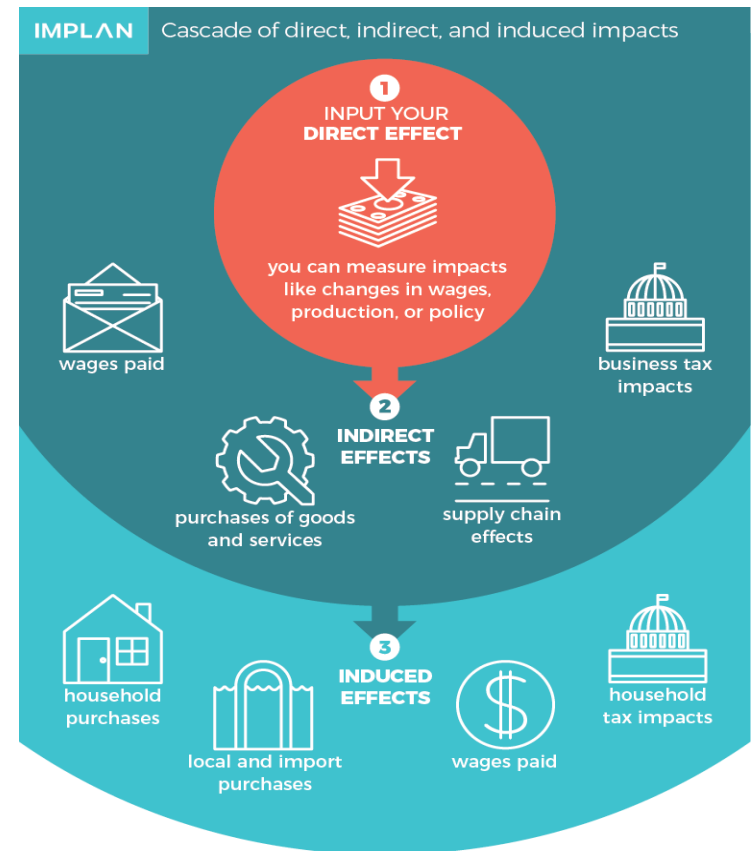 IMPLAN
Cascade of direct, indirect, and induced impacts
1
INPUT YOUR
DIRECT EFFECT
you can measure impacts
like changes in wages,
production, or policy
wages paid
business tax
impacts
2
INDIRECT
EFFECTS
purchases of goods
and services
supply chain
effects
3
INDUCED
EFFECTS
household
purchases
local and import
purchases
wages paid
household
tax impacts